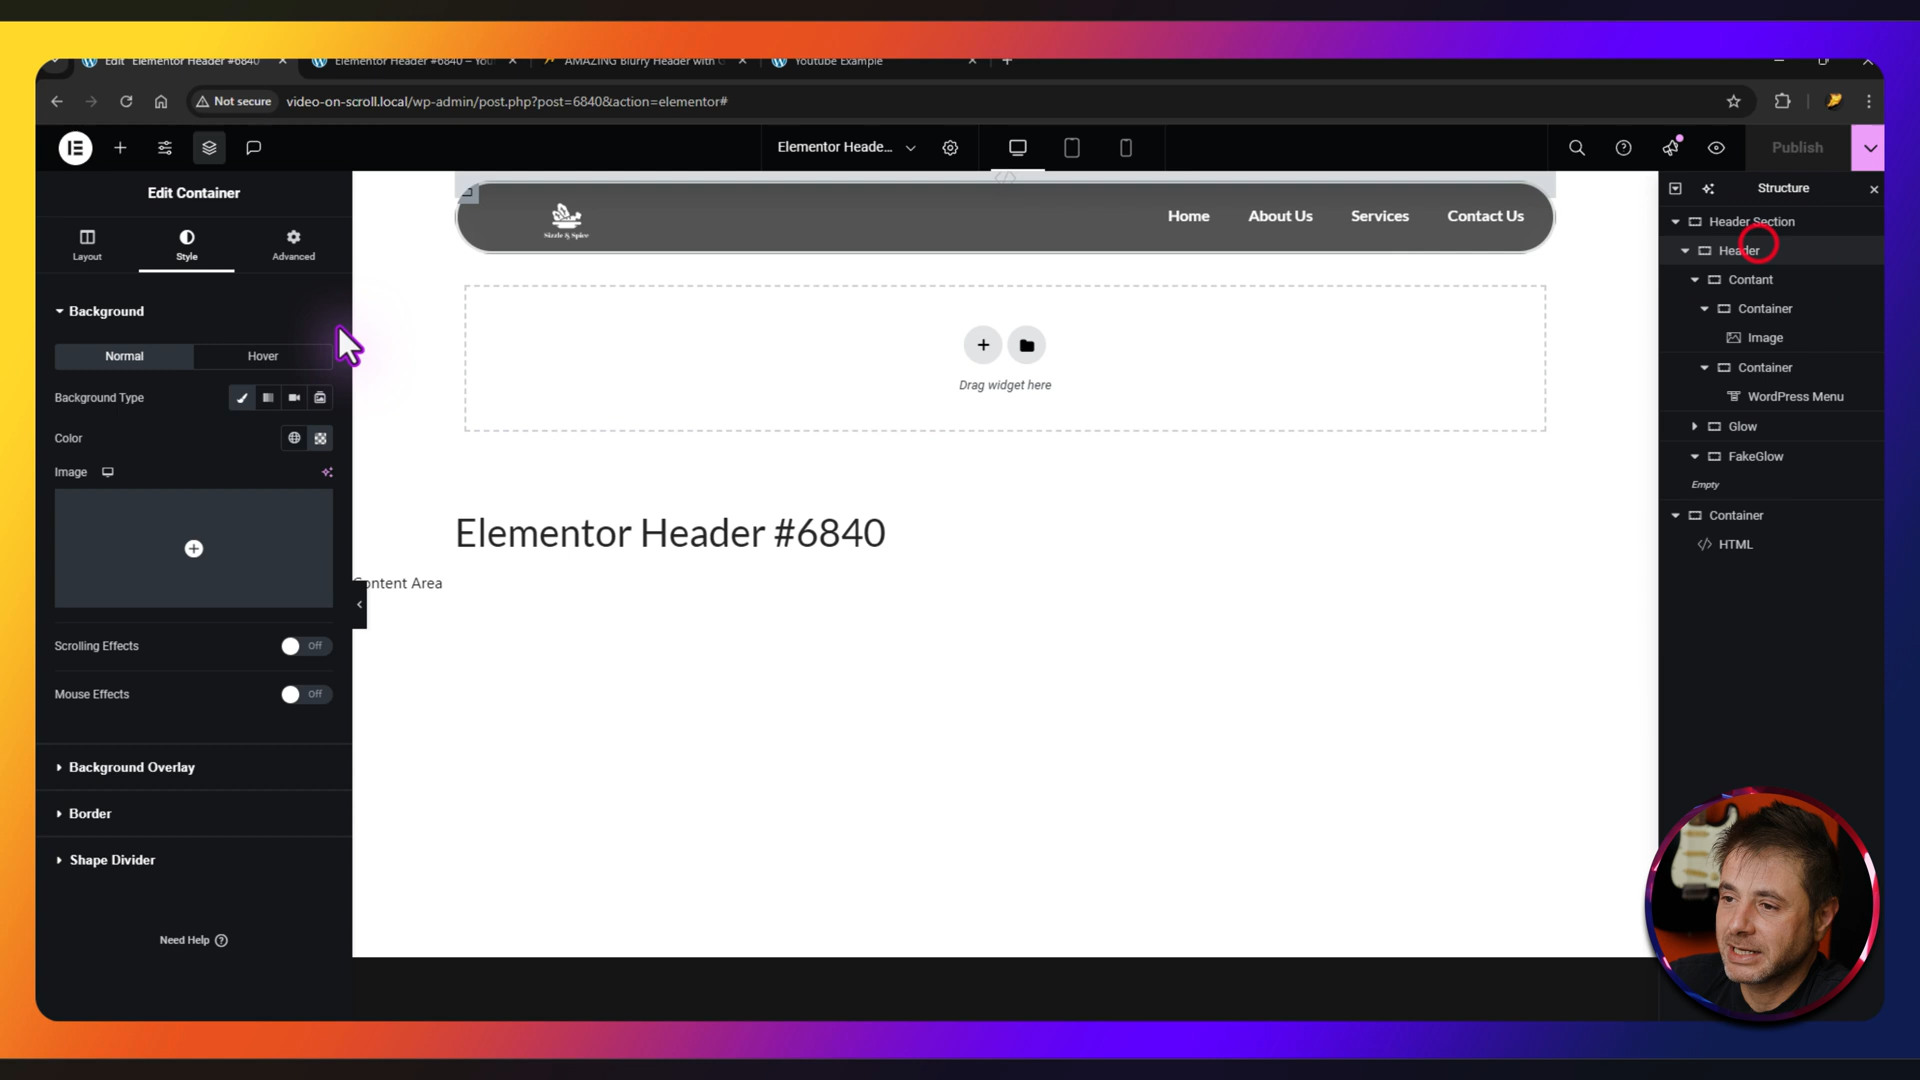 Edit "Elementor Header #6840"
Elementor Header #6840 – You
AMAZING Blurry Header with G
Youtube Example
Not secure
video-on-scroll.local/wp-admin/post.php?post=6840&action=elementor#
Elementor Heade...
Publish
Edit Container
Layout
Style
Advanced
Background
Normal
Hover
Background Type
Color
Image
Scrolling Effects
Off
Mouse Effects
Off
Background Overlay
Border
Shape Divider
Need Help
Sizzle & Spice
Home
About Us
Services
Contact Us
Drag widget here
Elementor Header #6840
Content Area
Structure
Header Section
Header
Contant
Container
Image
Container
WordPress Menu
Glow
FakeGlow
Empty
Container
HTML